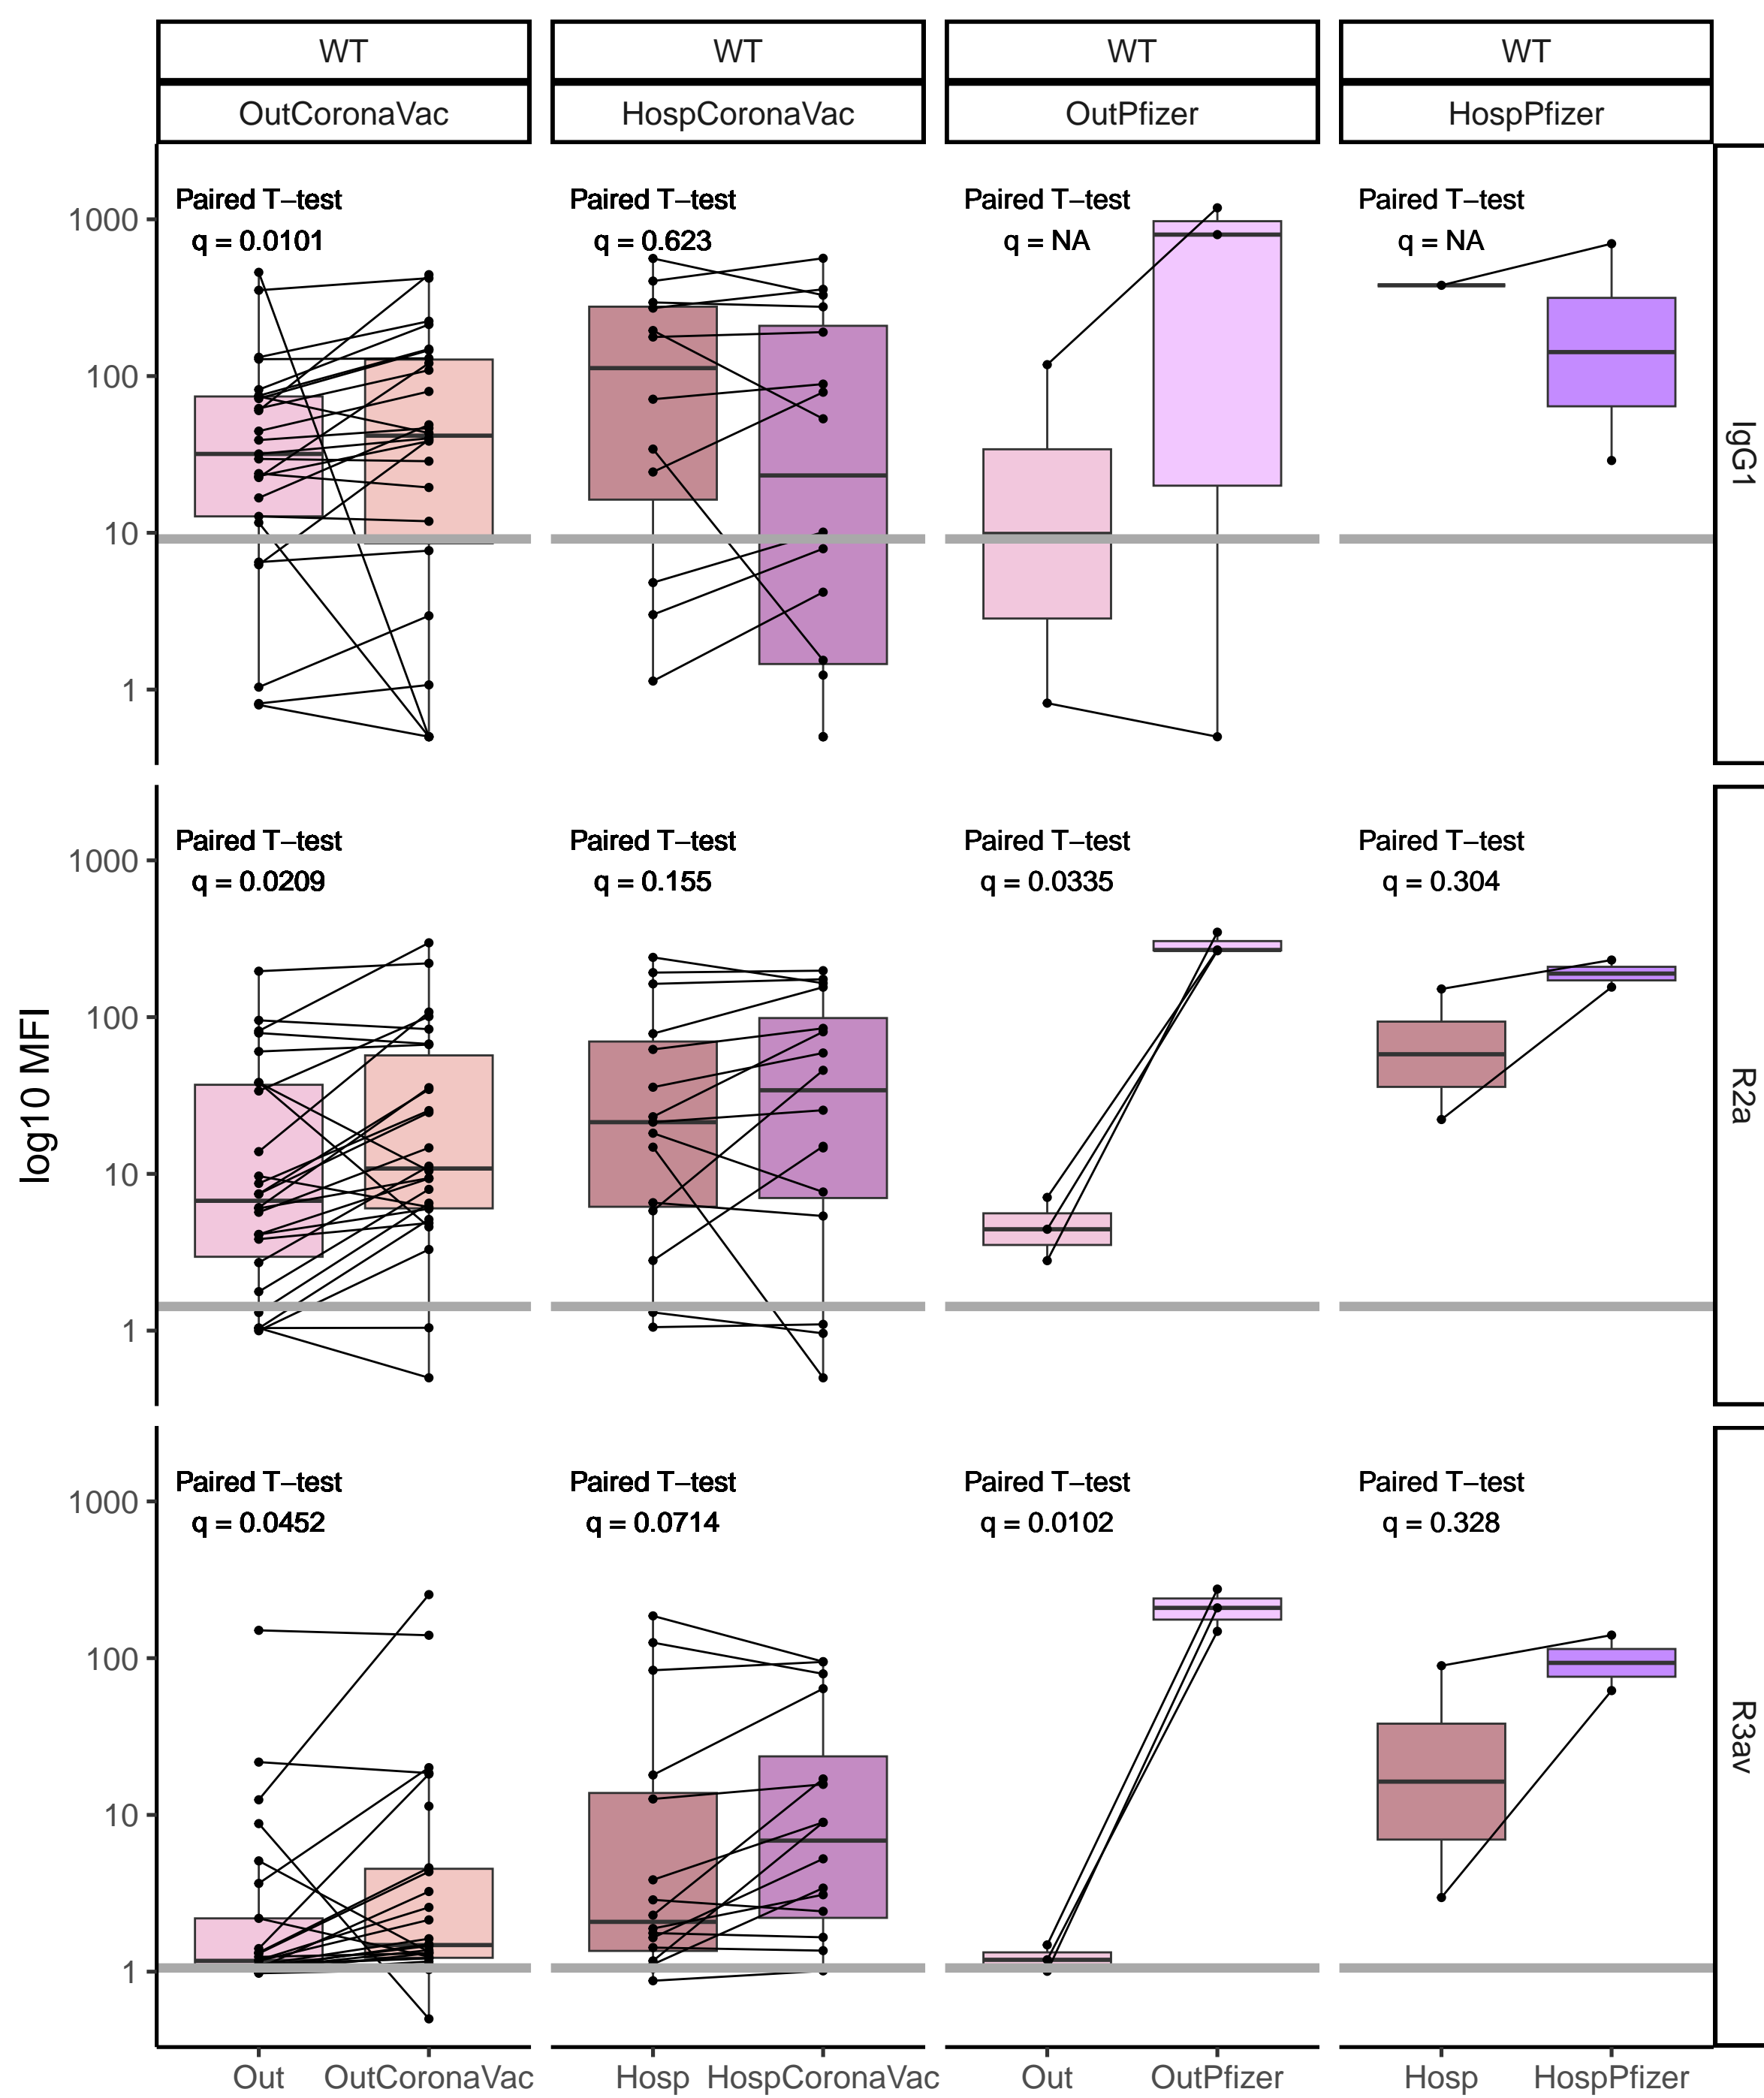 WT WT WT WT
OutCoronaVac HospCoronaVac OutPfizer HospPfizer
Paired T–test Paired T–test Paired T–test Paired T–test
q = 0.0101 q = 0.623 q = NA q = NA
1000
100
10
1
IgG1
Paired T–test Paired T–test Paired T–test Paired T–test
q = 0.0209 q = 0.155 q = 0.0335 q = 0.304
1000
100
10
1
R2a
log10 MFI
Paired T–test Paired T–test Paired T–test Paired T–test
q = 0.0452 q = 0.0714 q = 0.0102 q = 0.328
1000
100
10
1
R3av
Out OutCoronaVac Hosp HospCoronaVac Out OutPfizer Hosp HospPfizer